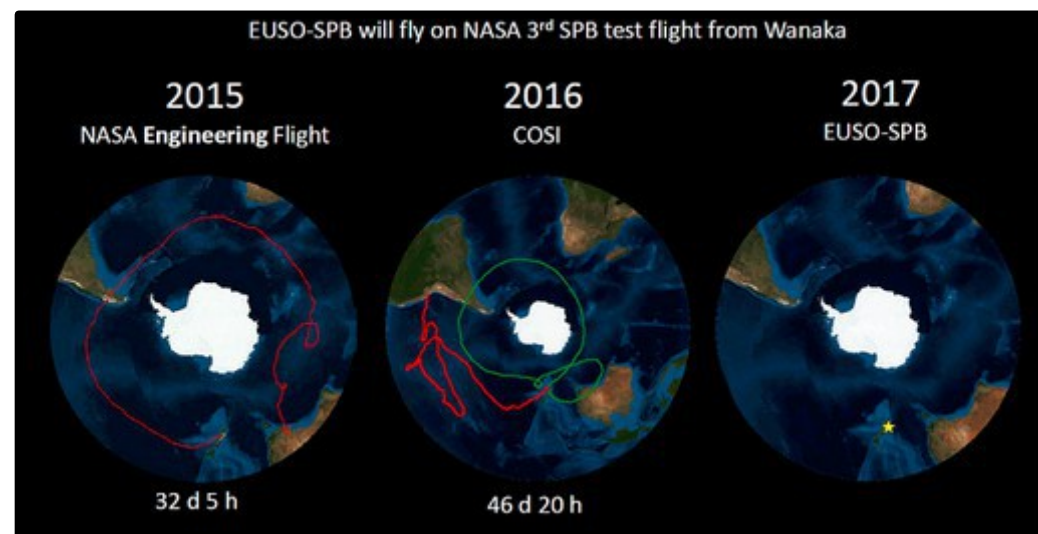 EUSO-SPB will fly on NASA 3rd SPB test flight from Wanaka
2015
NASA Engineering Flight
2016
COSI
2017
EUSO-SPB
32 d 5 h
46 d 20 h